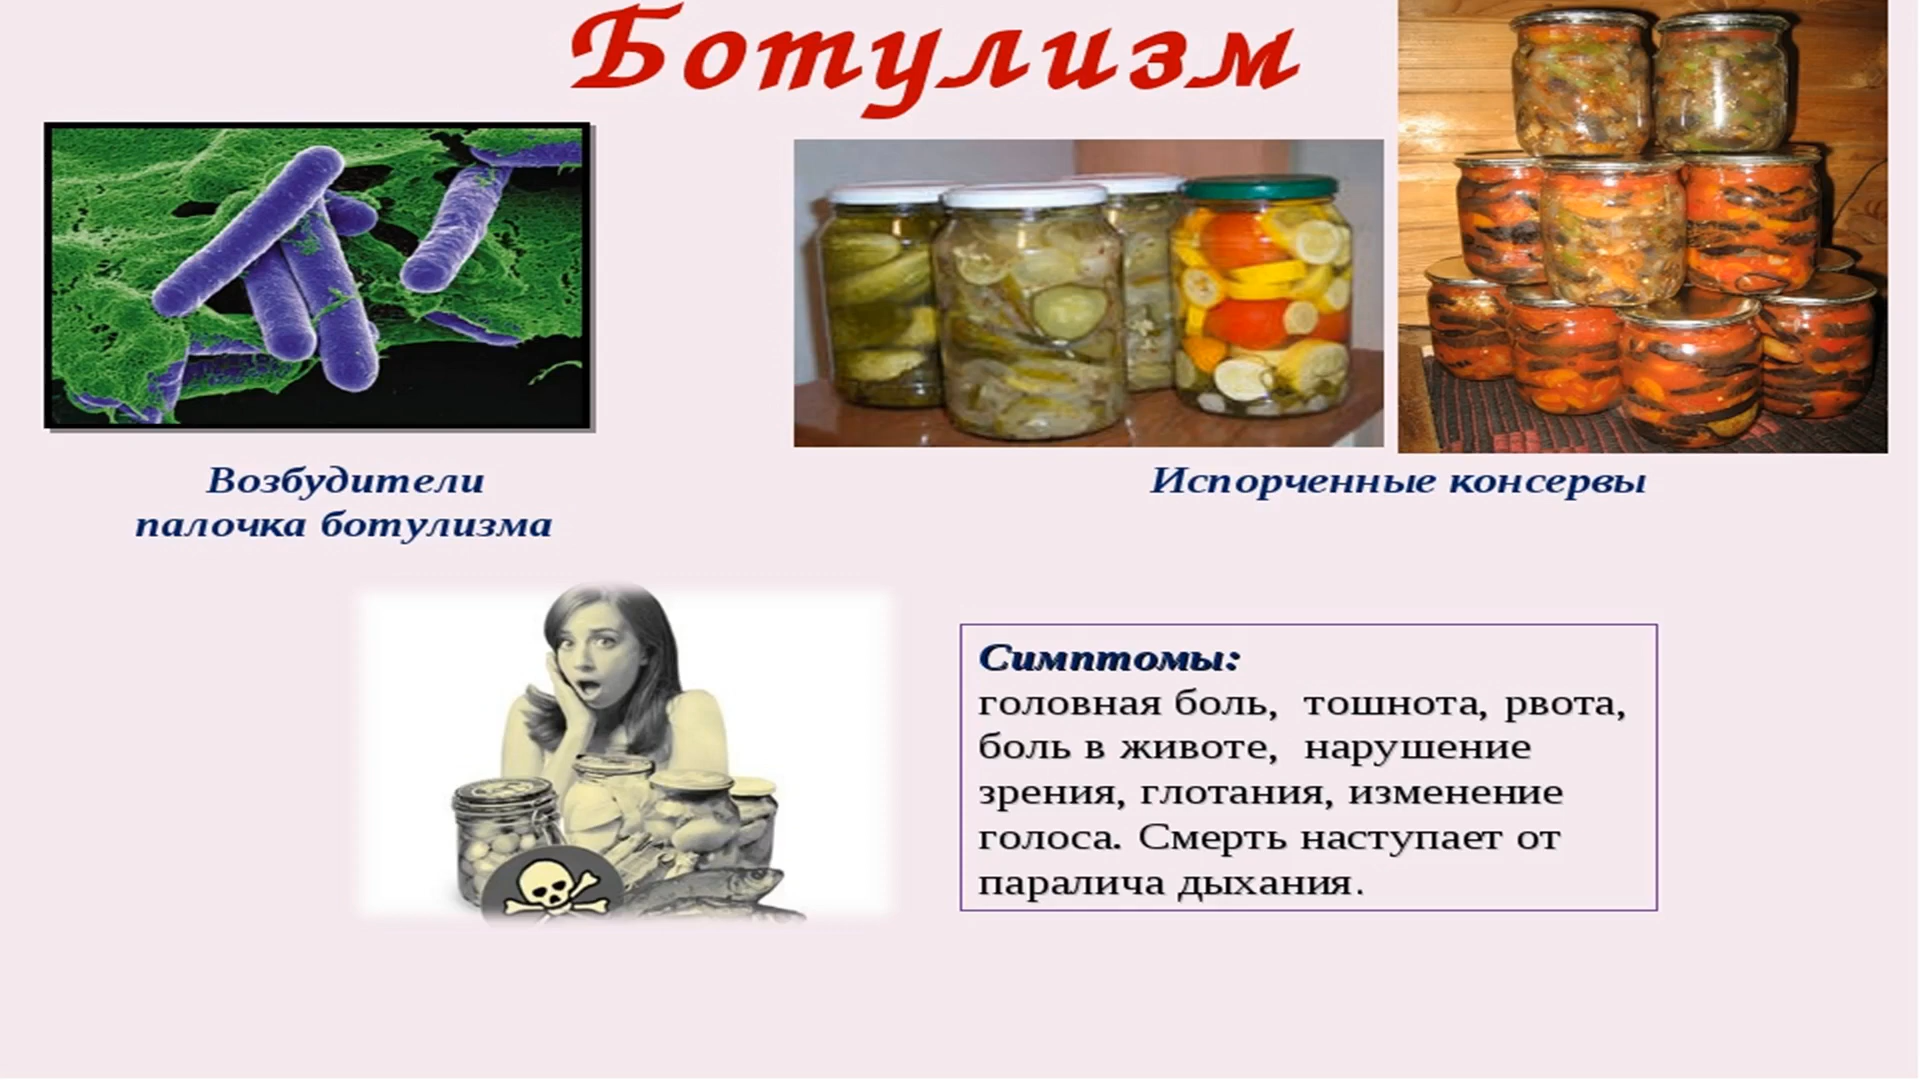 Ботулизм
Возбудители
палочка ботулизма
Испорченные консервы
Симптомы:
головная боль, тошнота, рвота,
боль в животе, нарушение
зрения, глотания, изменение
голоса. Смерть наступает от
паралича дыхания.